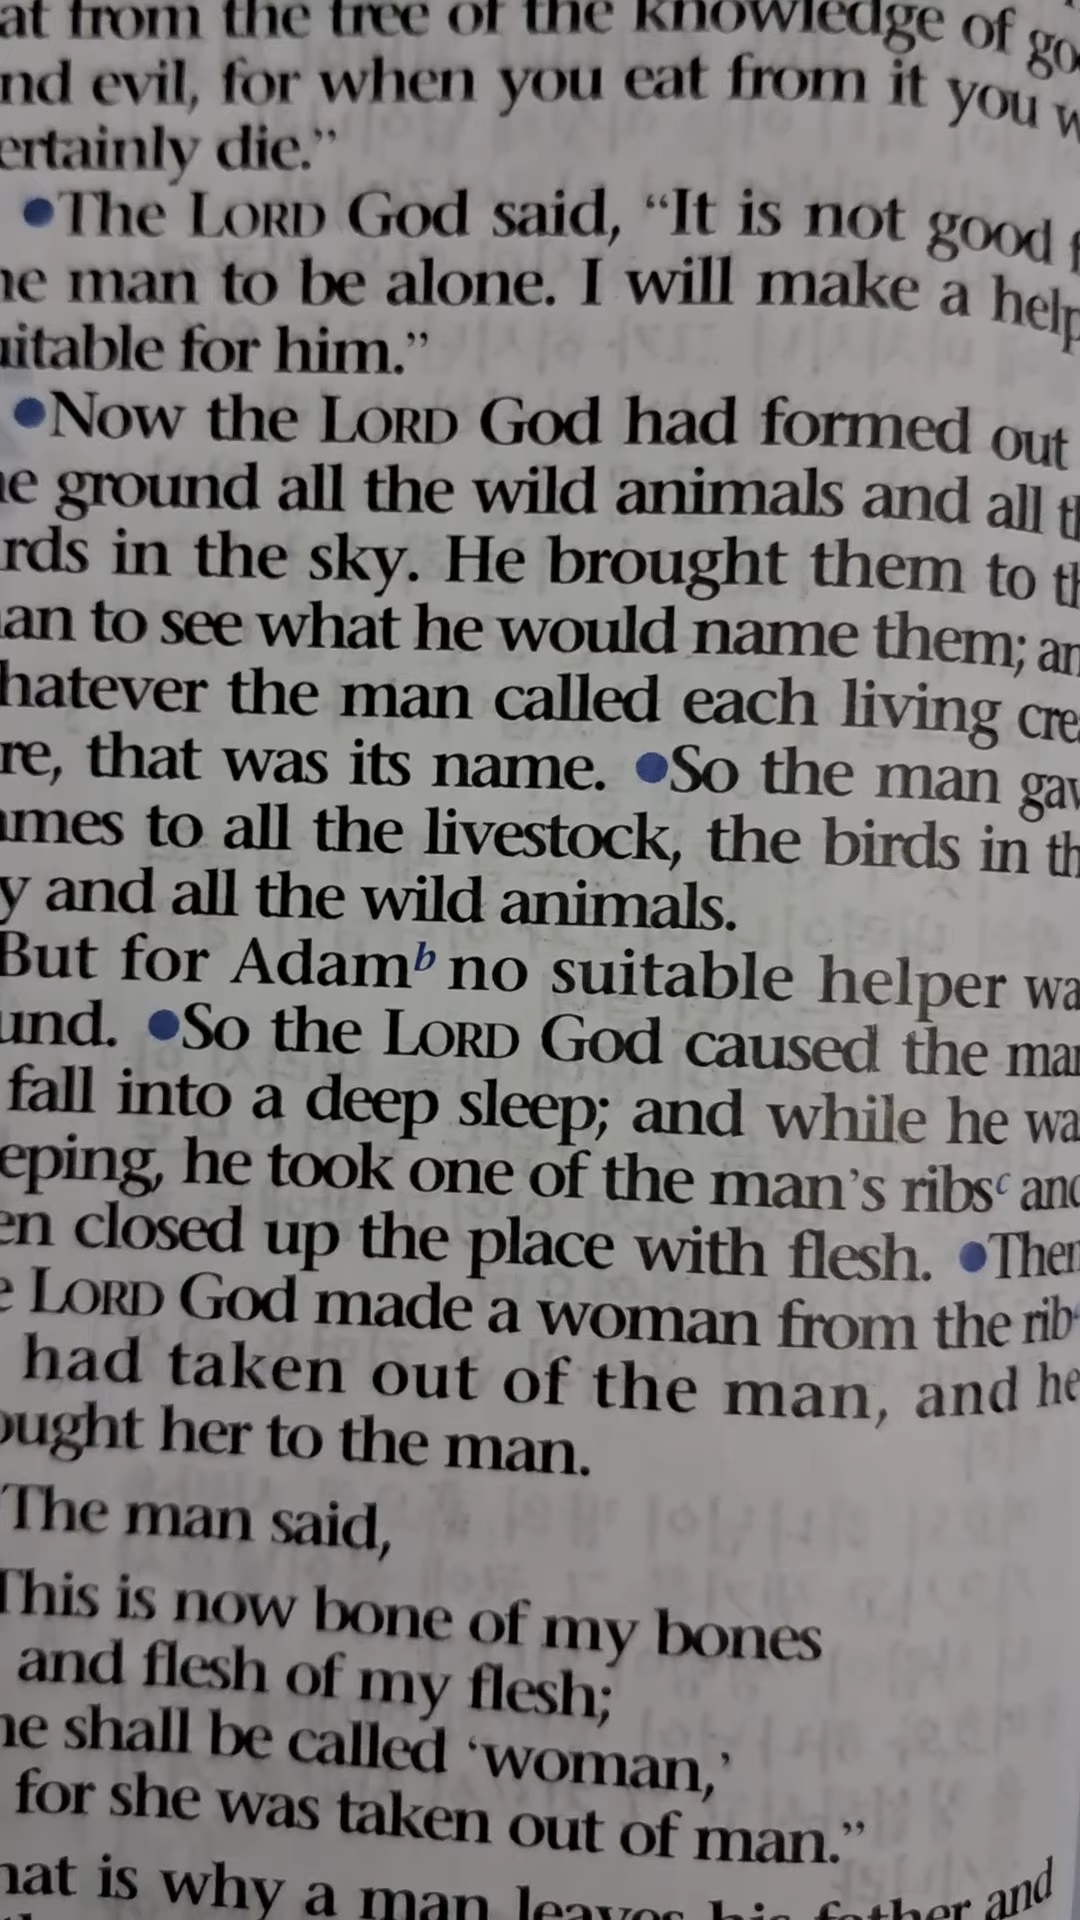 at from the tree of the knowledge of go
nd evil, for when you eat from it you w
ertainly die.”
•The LORD God said, “It is not good f
he man to be alone. I will make a help
uitable for him.”
•Now the LORD God had formed out
he ground all the wild animals and all th
rds in the sky. He brought them to th
an to see what he would name them; an
hatever the man called each living cre
re, that was its name. •So the man gav
ames to all the livestock, the birds in th
y and all the wild animals.
But for Adamᵇ no suitable helper wa
und. •So the LORD God caused the man
fall into a deep sleep; and while he wa
eping, he took one of the man’s ribsᶜ and
en closed up the place with flesh. •Then
e LORD God made a woman from the rib
had taken out of the man, and he
ought her to the man.
The man said,
This is now bone of my bones
and flesh of my flesh;
he shall be called ‘woman,’
for she was taken out of man.”
hat is why a man leaves his father and